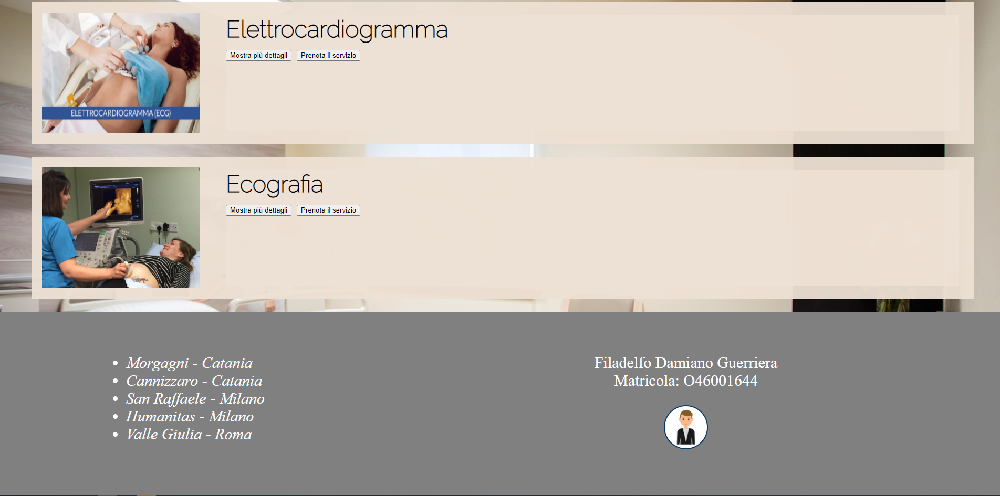 Elettrocardiogramma
Mostra più dettagli Prenota il servizio
ELETTROCARDIOGRAMMA (ECG)
Ecografia
Mostra più dettagli Prenota il servizio
Morgagni - Catania
Cannizzaro - Catania
San Raffaele - Milano
Humanitas - Milano
Valle Giulia - Roma
Filadelfo Damiano Guerriera
Matricola: O46001644